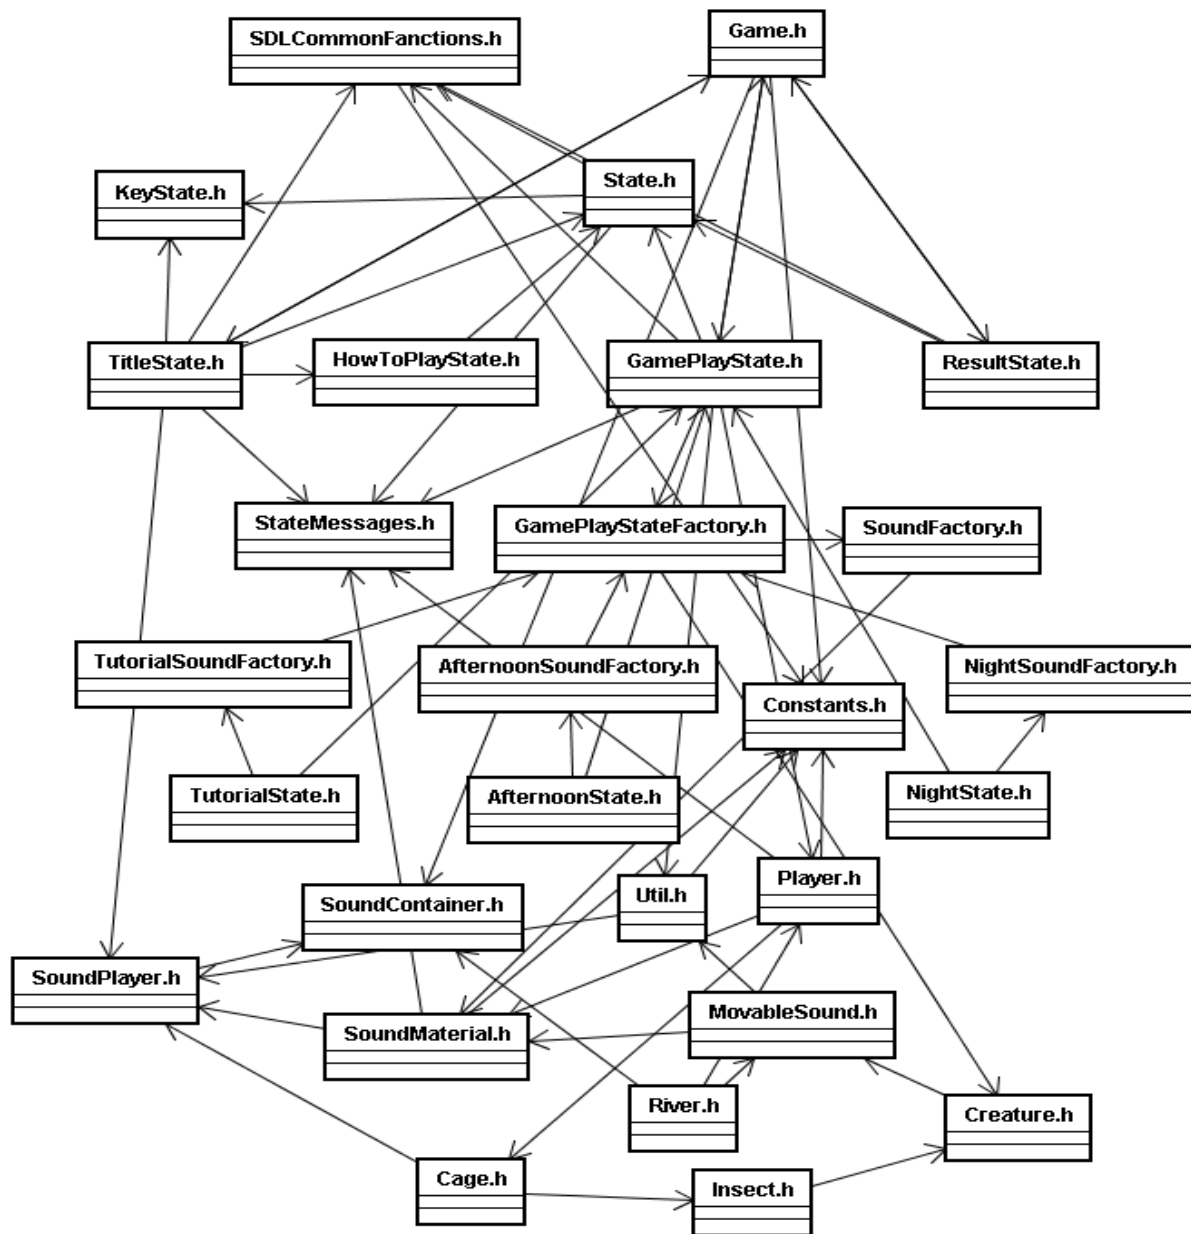 SDLCommonFanctions.h
Game.h
KeyState.h
State.h
TitleState.h
HowToPlayState.h
GamePlayState.h
ResultState.h
StateMessages.h
GamePlayStateFactory.h
SoundFactory.h
TutorialSoundFactory.h
AfternoonSoundFactory.h
Constants.h
NightSoundFactory.h
TutorialState.h
AfternoonState.h
NightState.h
SoundContainer.h
Util.h
Player.h
SoundPlayer.h
SoundMaterial.h
MovableSound.h
River.h
Creature.h
Cage.h
Insect.h